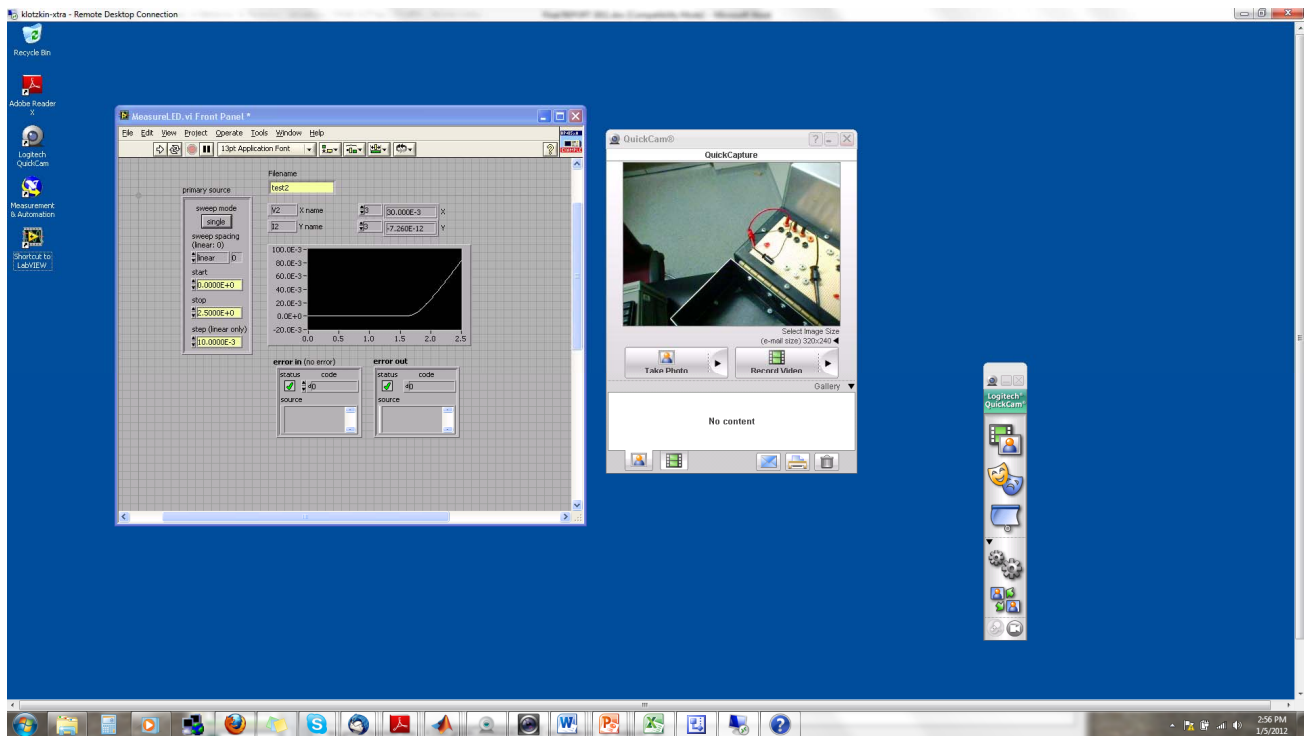 klotzkin-xtra - Remote Desktop Connection
Recycle Bin
Adobe Reader
X
Logitech
QuickCam
Measurement
& Automation
Shortcut to
LabVIEW
MeasureLED.vi Front Panel *
File Edit View Project Operate Tools Window Help
13pt Application Font
Filename
test2
primary source
sweep mode
single
sweep spacing
(linear: 0)
linear 0
start
0.0000E+0
stop
2.5000E+0
step (linear only)
10.0000E-3
V2 X name 3 30.000E-3 X
I2 Y name 3 -7.260E-12 Y
100.0E-3
80.0E-3
60.0E-3
40.0E-3
20.0E-3
0.0E+0
-20.0E-3
0.0 0.5 1.0 1.5 2.0 2.5
error in (no error) error out
status code status code
source source
QuickCam®
QuickCapture
Select Image Size
(e-mail size) 320x240
Take Photo Record Video
Gallery
No content
Logitech®
QuickCam®
2:56 PM
1/5/2012